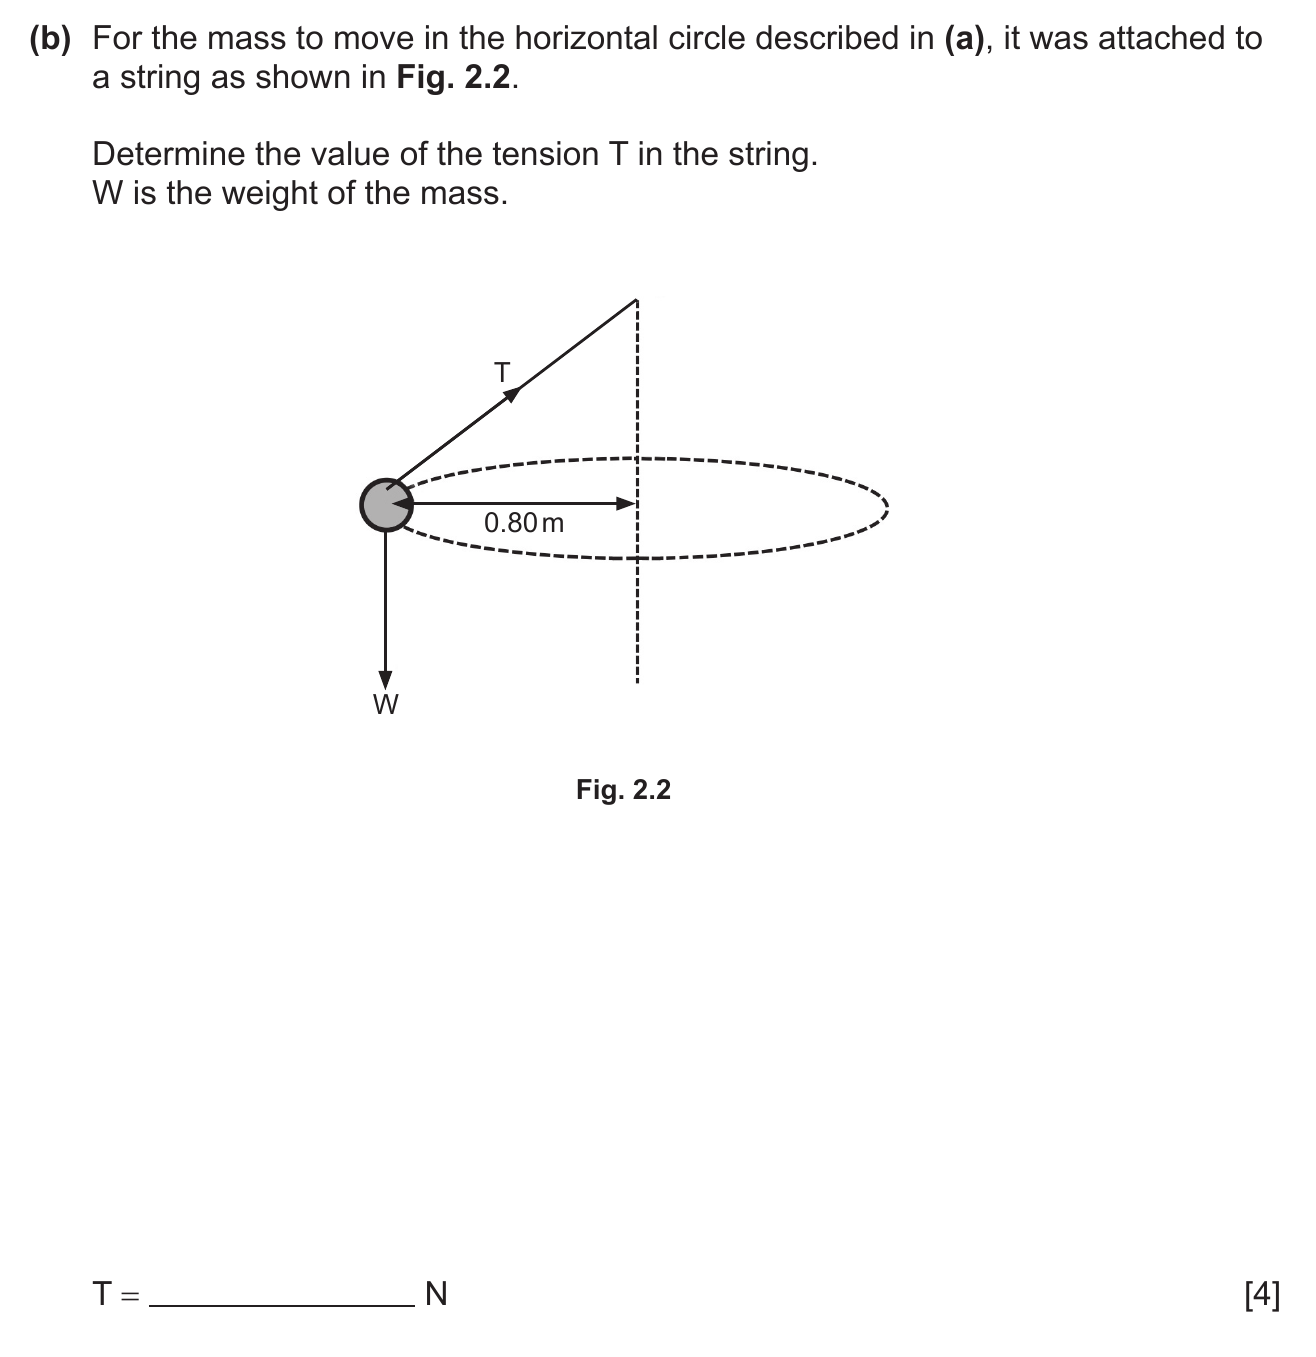 (b) For the mass to move in the horizontal circle described in (a), it was attached to
a string as shown in Fig. 2.2.
Determine the value of the tension T in the string.
W is the weight of the mass.
T
0.80 m
W
Fig. 2.2
T = ______________ N [4]